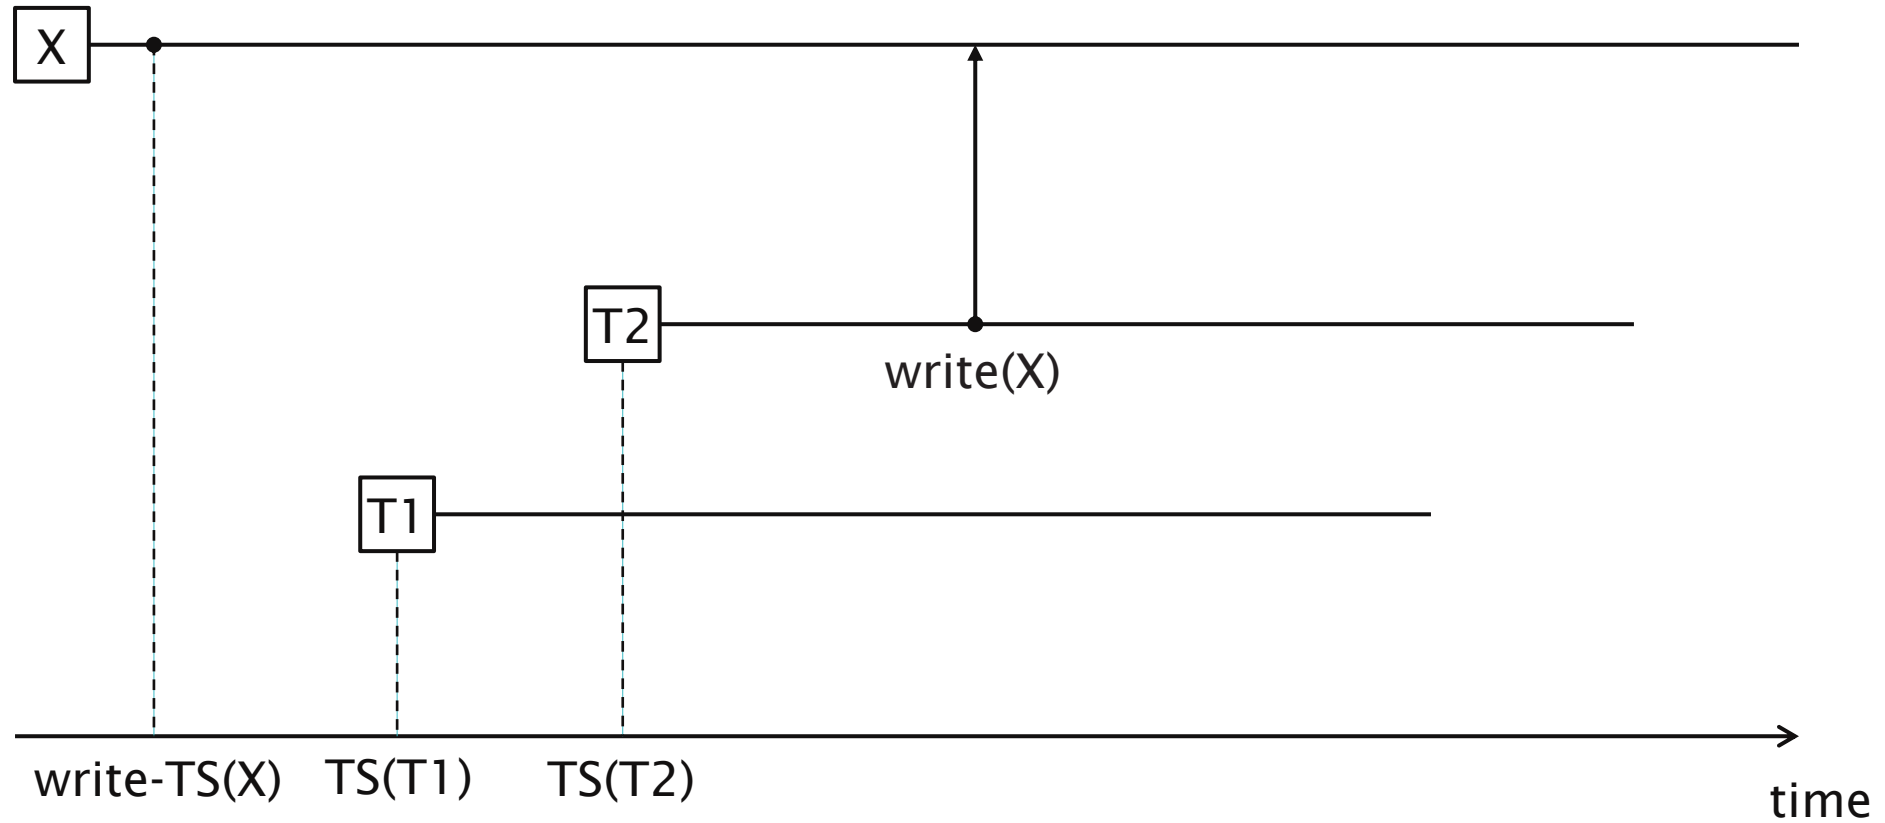 X
T2
write(X)
T1
write-TS(X) TS(T1) TS(T2)
time